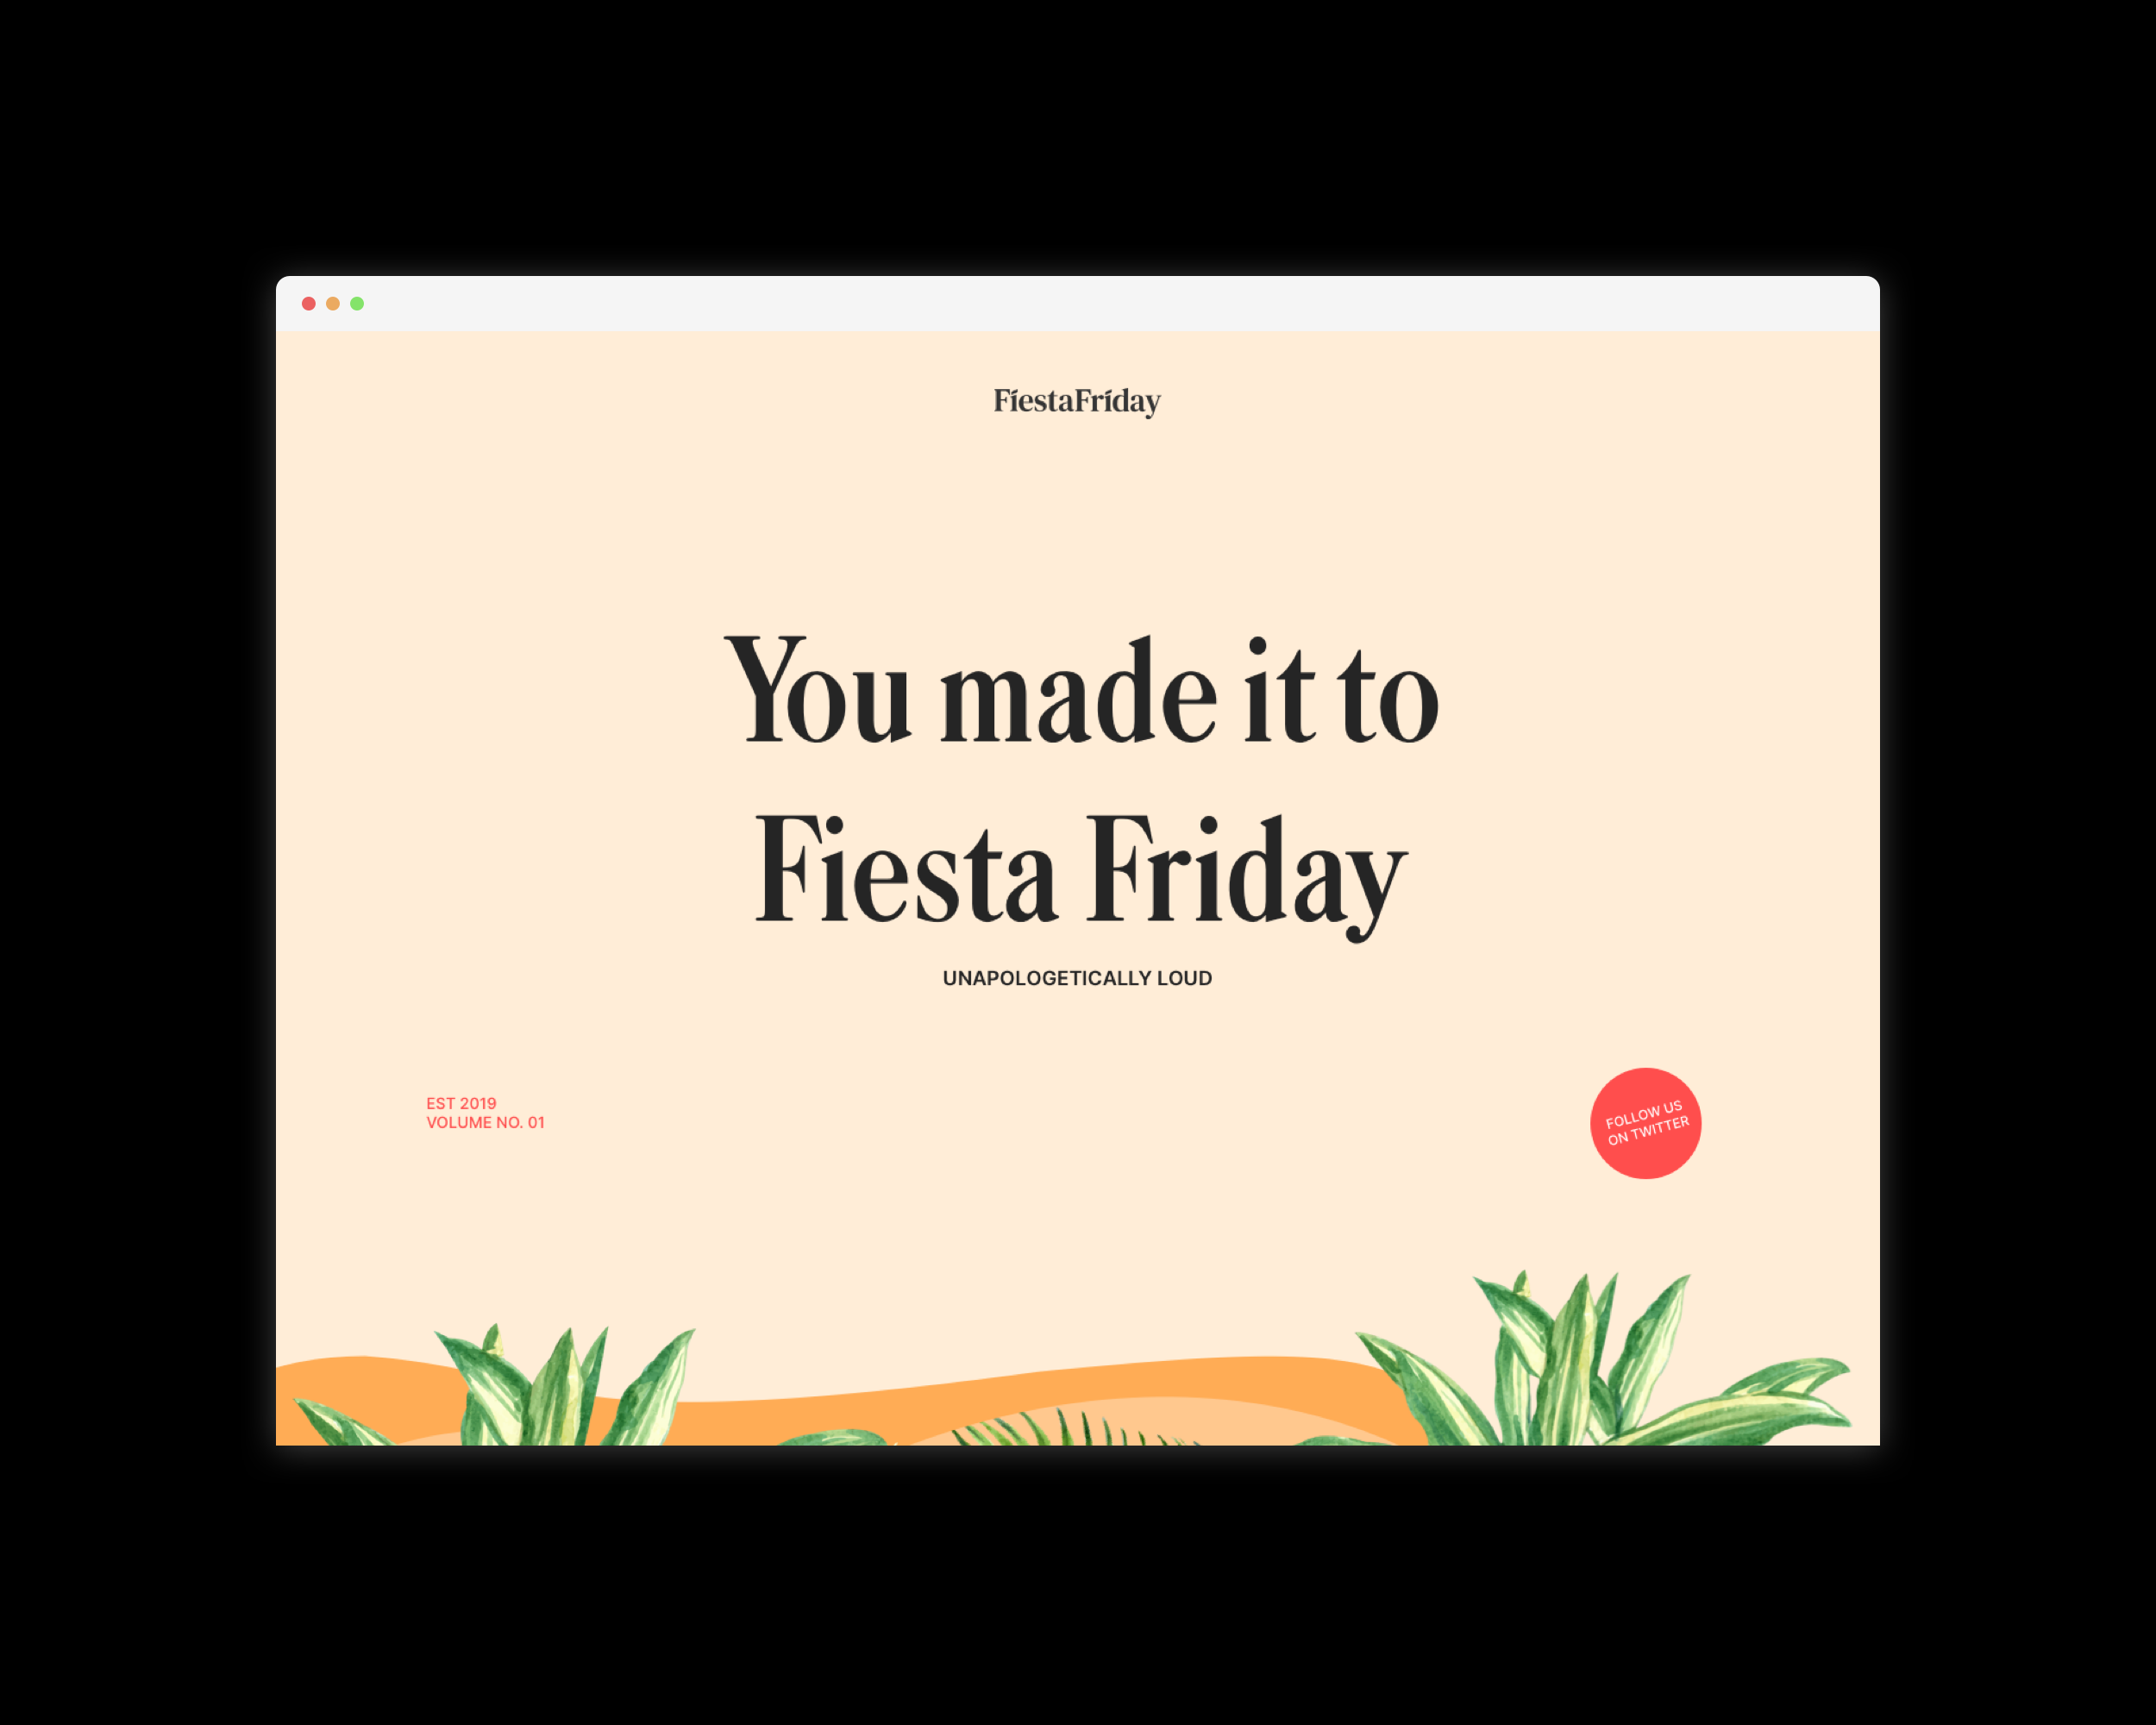 FiestaFriday
You made it to
Fiesta Friday
UNAPOLOGETICALLY LOUD
EST 2019
VOLUME NO. 01
FOLLOW US
ON TWITTER